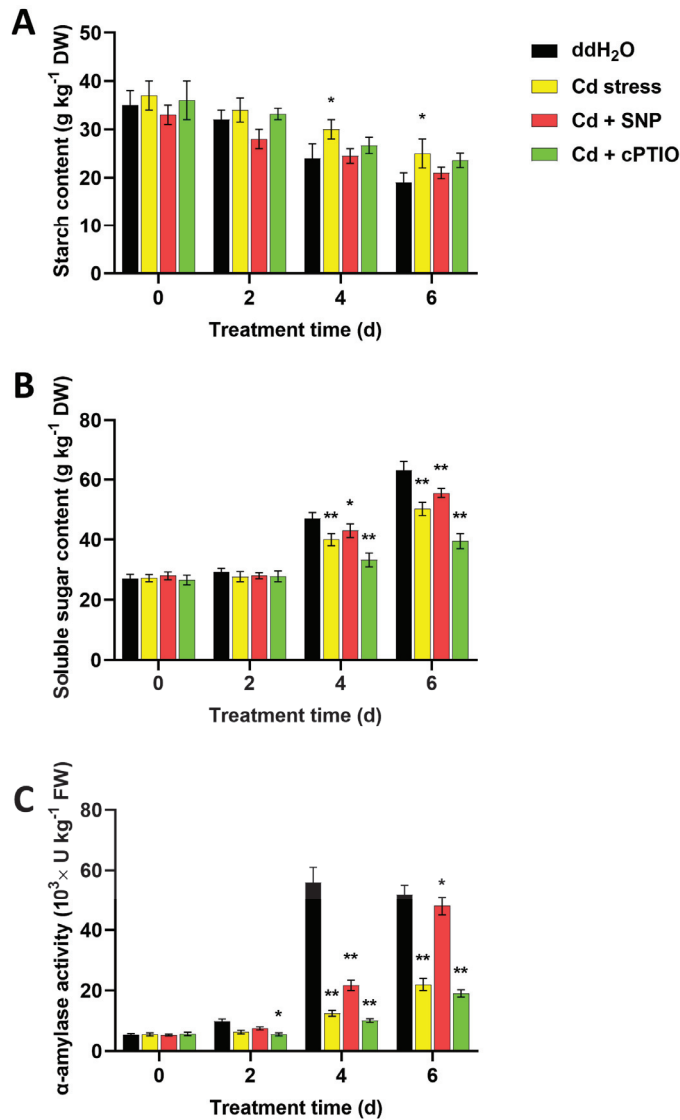 A
Starch content (g kg⁻¹ DW)
50
40
30
20
10
0
* *
0 2 4 6
Treatment time (d)
ddH₂O
Cd stress
Cd + SNP
Cd + cPTIO
B
Soluble sugar content (g kg⁻¹ DW)
80
60
40
20
0
** * **
** ** **
0 2 4 6
Treatment time (d)
C
α-amylase activity (10³× U kg⁻¹ FW)
80
60
40
20
0
*
** ** **
** * **
0 2 4 6
Treatment time (d)